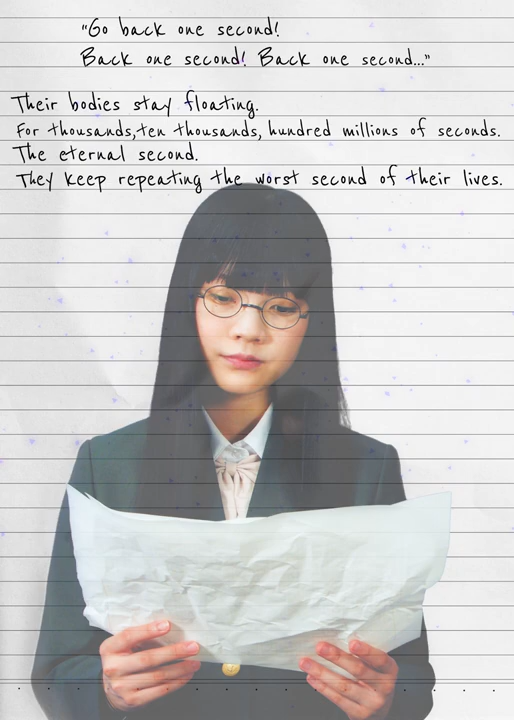 "Go back one second!
Back one second! Back one second..."
Their bodies stay floating.
For thousands,ten thousands, hundred millions of seconds.
The eternal second.
They keep repeating the worst second of their lives.